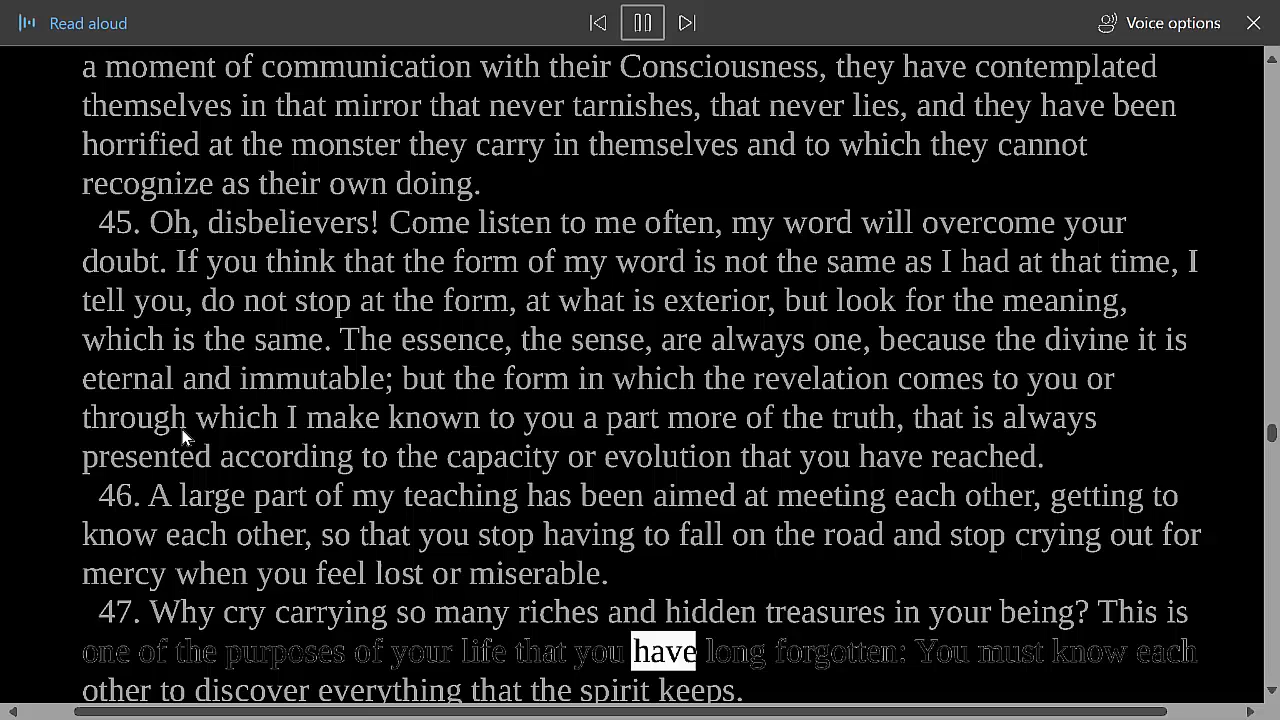 Read aloud
Voice options
a moment of communication with their Consciousness, they have contemplated
themselves in that mirror that never tarnishes, that never lies, and they have been
horrified at the monster they carry in themselves and to which they cannot
recognize as their own doing.
45. Oh, disbelievers! Come listen to me often, my word will overcome your
doubt. If you think that the form of my word is not the same as I had at that time, I
tell you, do not stop at the form, at what is exterior, but look for the meaning,
which is the same. The essence, the sense, are always one, because the divine it is
eternal and immutable; but the form in which the revelation comes to you or
through which I make known to you a part more of the truth, that is always
presented according to the capacity or evolution that you have reached.
46. A large part of my teaching has been aimed at meeting each other, getting to
know each other, so that you stop having to fall on the road and stop crying out for
mercy when you feel lost or miserable.
47. Why cry carrying so many riches and hidden treasures in your being? This is
one of the purposes of your life that you have long forgotten: You must know each
other to discover everything that the spirit keeps.